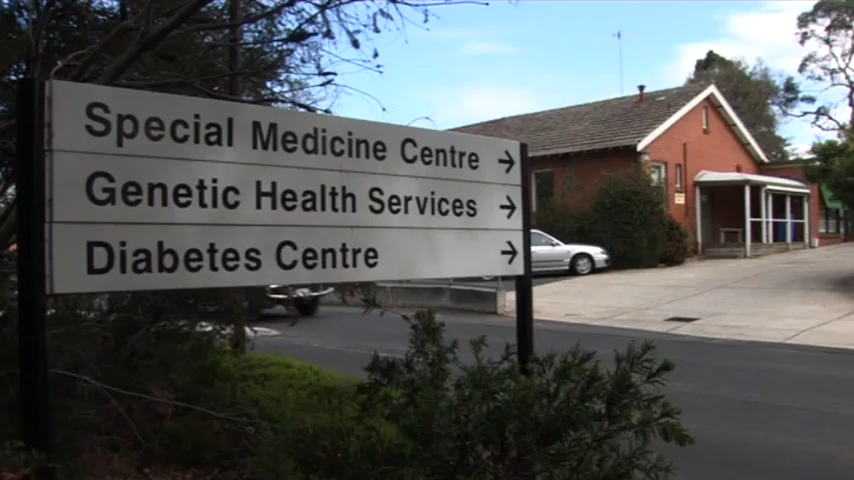 Special Medicine Centre →
Genetic Health Services →
Diabetes Centre →